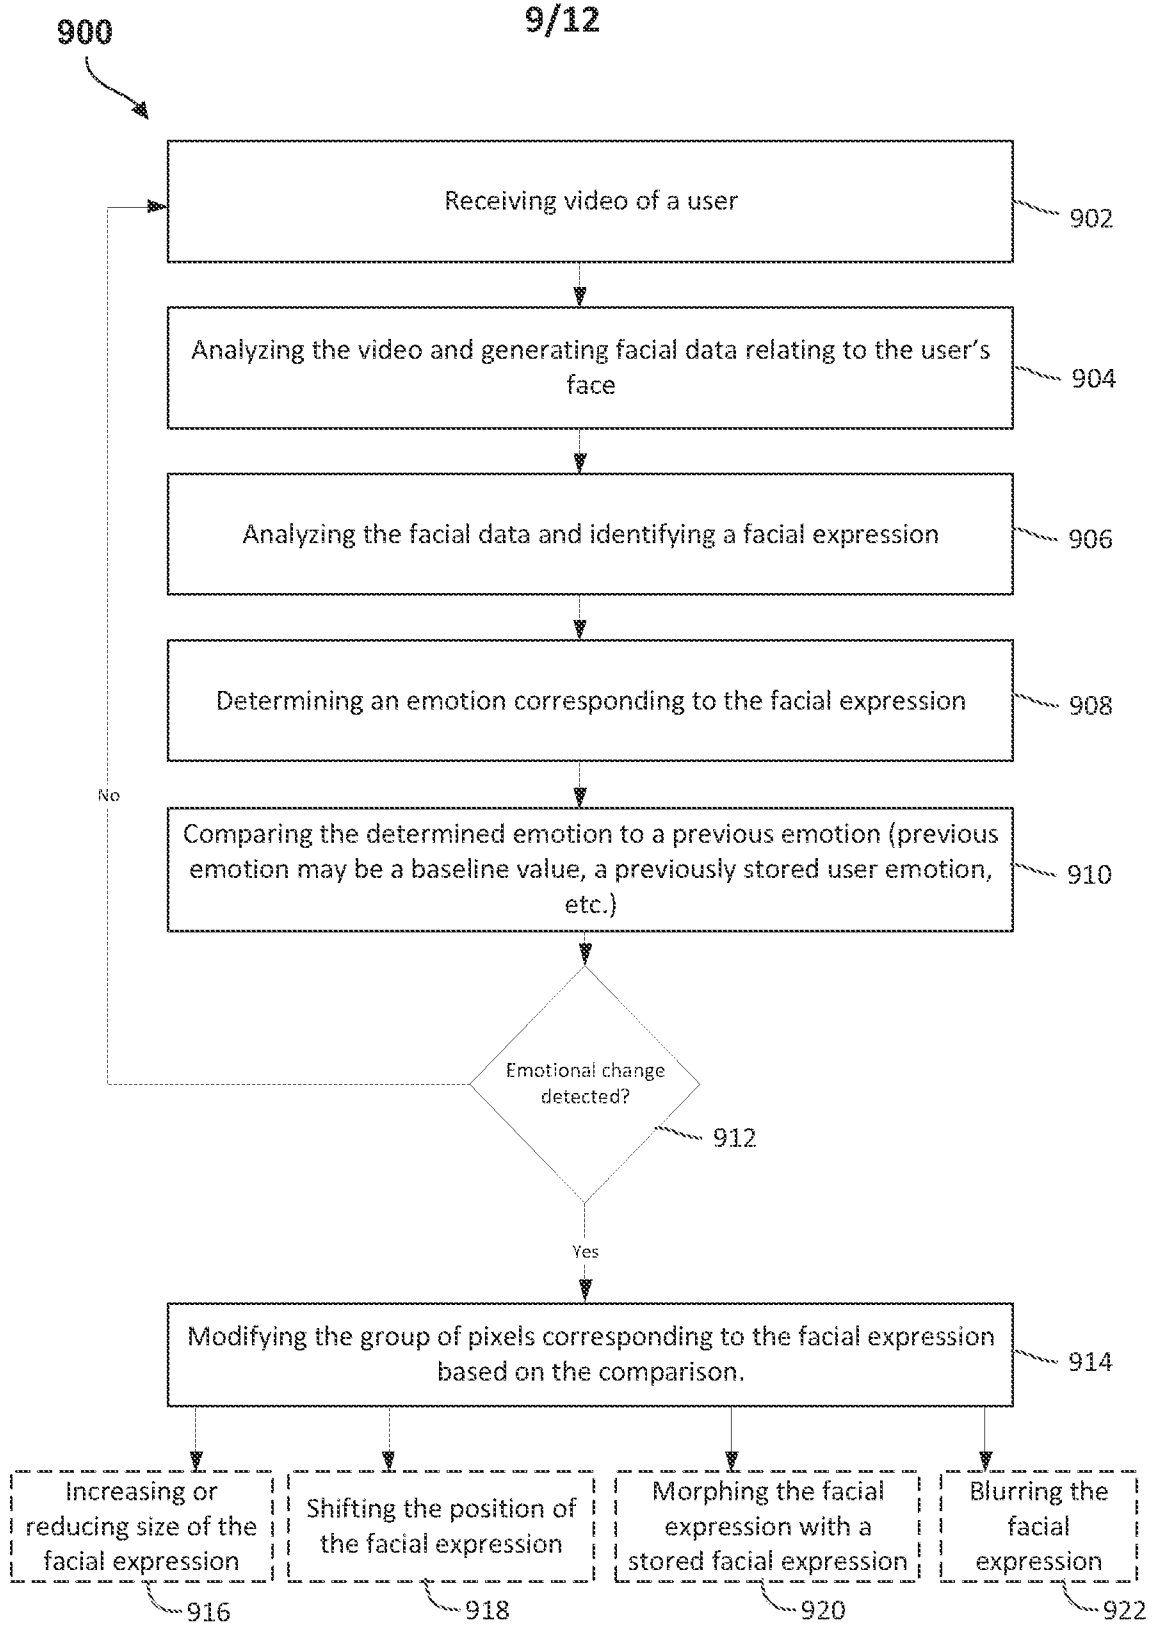 9/12
900
Receiving video of a user
902
Analyzing the video and generating facial data relating to the user's
face
904
Analyzing the facial data and identifying a facial expression
906
Determining an emotion corresponding to the facial expression
908
No
Comparing the determined emotion to a previous emotion (previous
emotion may be a baseline value, a previously stored user emotion,
etc.)
910
Emotional change
detected?
912
Yes
Modifying the group of pixels corresponding to the facial expression
based on the comparison.
914
Increasing or
reducing size of the
facial expression
916
Shifting the position of
the facial expression
918
Morphing the facial
expression with a
stored facial expression
920
Blurring the
facial
expression
922